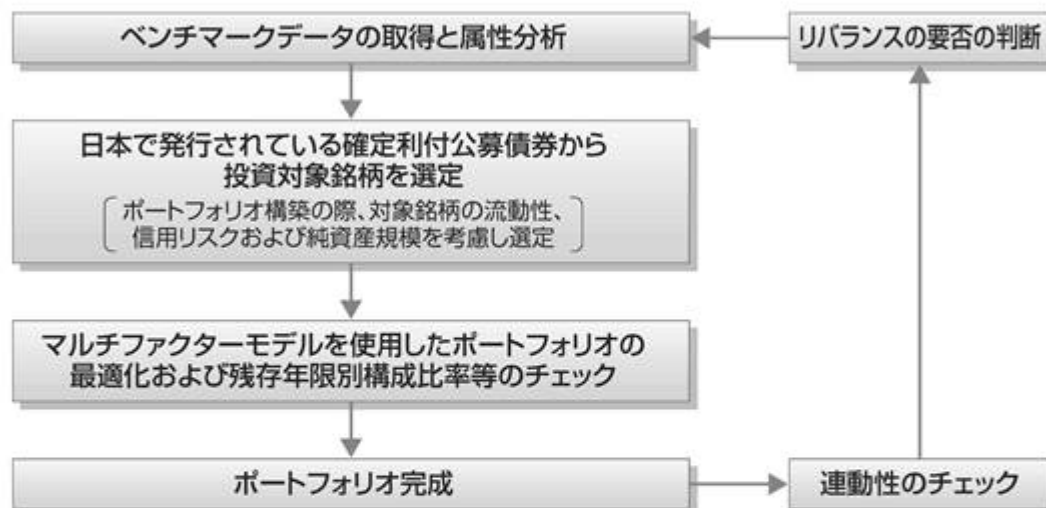 ベンチマークデータの取得と属性分析
リバランスの要否の判断
日本で発行されている確定利付公募債券から
投資対象銘柄を選定
ポートフォリオ構築の際、対象銘柄の流動性、
信用リスクおよび純資産規模を考慮し選定
マルチファクターモデルを使用したポートフォリオの
最適化および残存年限別構成比率等のチェック
ポートフォリオ完成
連動性のチェック